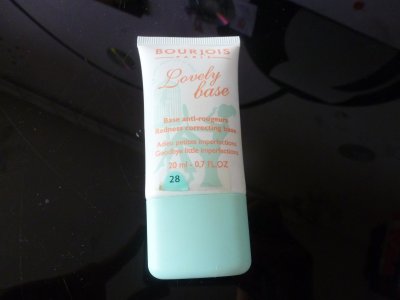 BOURJOIS
PARIS
Lovely
base
Base anti-rougeurs
Redness correcting base
Adieu petites imperfections
Goodbye little imperfections
20 ml - 0,7 FL.OZ
28